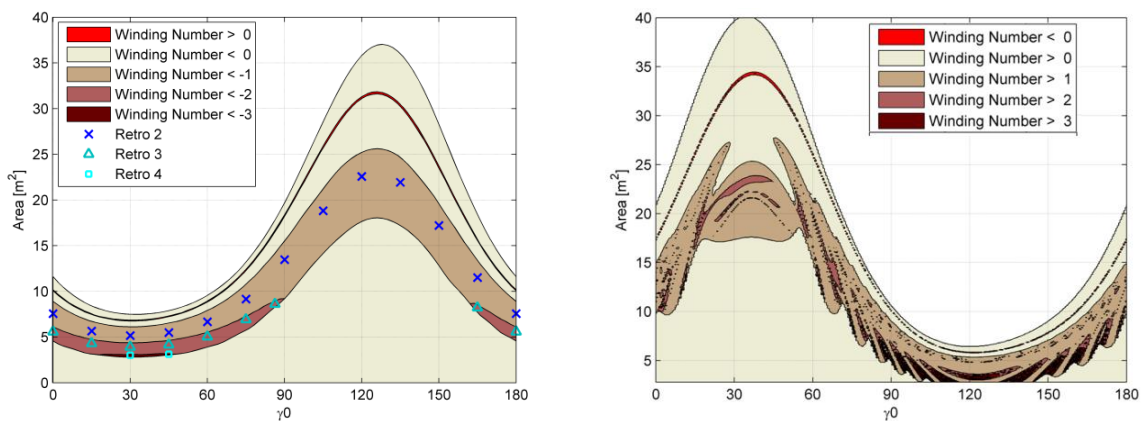 40
35
30
25
20
15
10
5
0
Area [m²]
0 30 60 90 120 150 180
γ0
Winding Number > 0
Winding Number < 0
Winding Number < -1
Winding Number < -2
Winding Number < -3
Retro 2
Retro 3
Retro 4
40
35
30
25
20
15
10
5
Area [m²]
0 30 60 90 120 150 180
γ0
Winding Number < 0
Winding Number > 0
Winding Number > 1
Winding Number > 2
Winding Number > 3